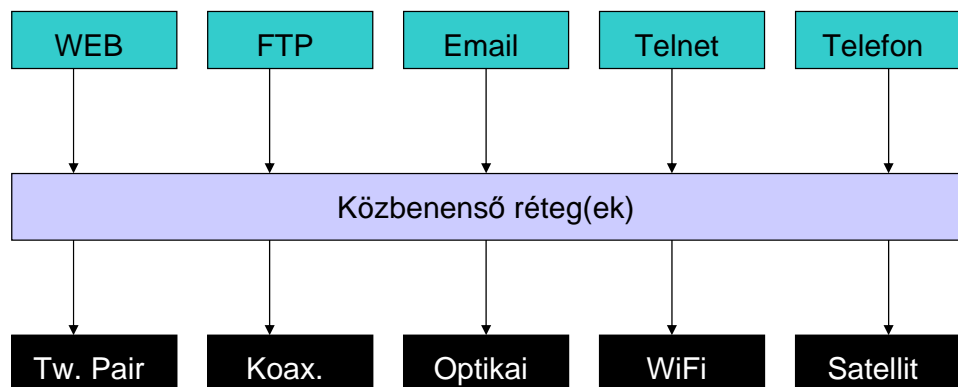 WEB FTP Email Telnet Telefon
Közbenenső réteg(ek)
Tw. Pair Koax. Optikai WiFi Satellit